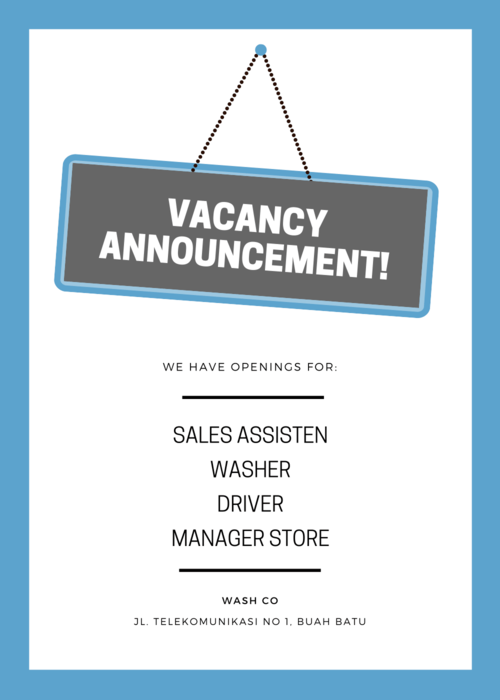 VACANCY
ANNOUNCEMENT!
WE HAVE OPENINGS FOR:
SALES ASSISTEN
WASHER
DRIVER
MANAGER STORE
WASH CO
JL. TELEKOMUNIKASI NO 1, BUAH BATU